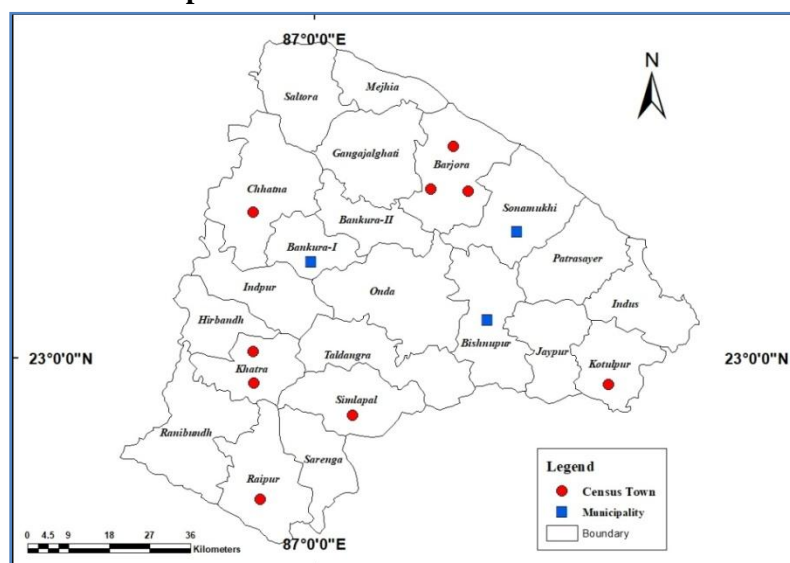 87°0'0"E
N
Mejhia
Saltora
Gangajalghati
Barjora
Chhatna
Sonamukhi
Bankura-II
Bankura-I
Patrasayer
Indpur
Onda
Indus
Hirbandh
Bishnupur
Jaypur
23°0'0"N
Taldangra
23°0'0"N
Khatra
Kotulpur
Simlapal
Ranibundh
Sarenga
Raipur
Legend
Census Town
Municipality
Boundary
0 4.5 9 18 27 36
Kilometers
87°0'0"E